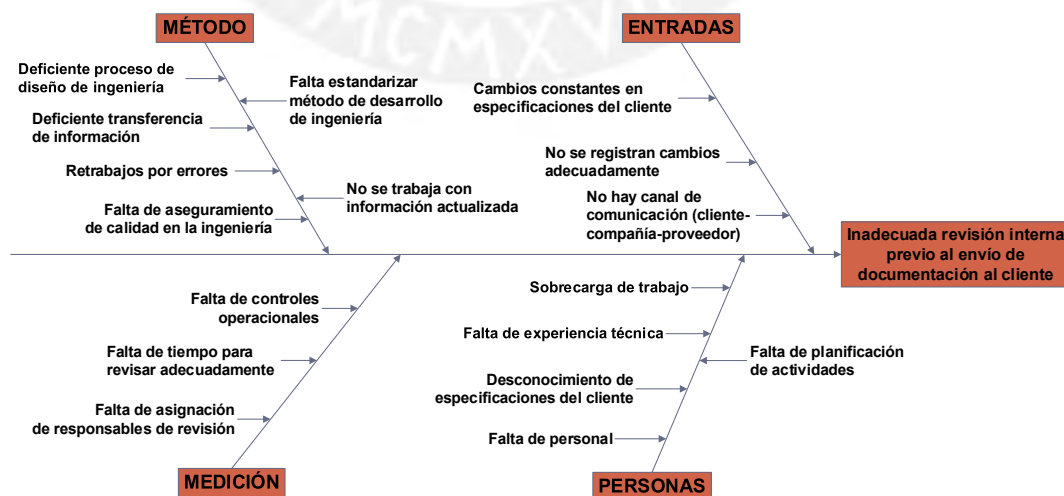 MCMXVII
MÉTODO
ENTRADAS
Deficiente proceso de
diseño de ingeniería
Falta estandarizar
método de desarrollo
de ingeniería
Deficiente transferencia
de información
Retrabajos por errores
No se trabaja con
información actualizada
Falta de aseguramiento
de calidad en la ingeniería
Cambios constantes en
especificaciones del cliente
No se registran cambios
adecuadamente
No hay canal de
comunicación (cliente-
compañía-proveedor)
Inadecuada revisión interna
previo al envío de
documentación al cliente
Falta de controles
operacionales
Falta de tiempo para
revisar adecuadamente
Falta de asignación
de responsables de revisión
Sobrecarga de trabajo
Falta de experiencia técnica
Falta de planificación
de actividades
Desconocimiento de
especificaciones del cliente
Falta de personal
MEDICIÓN
PERSONAS